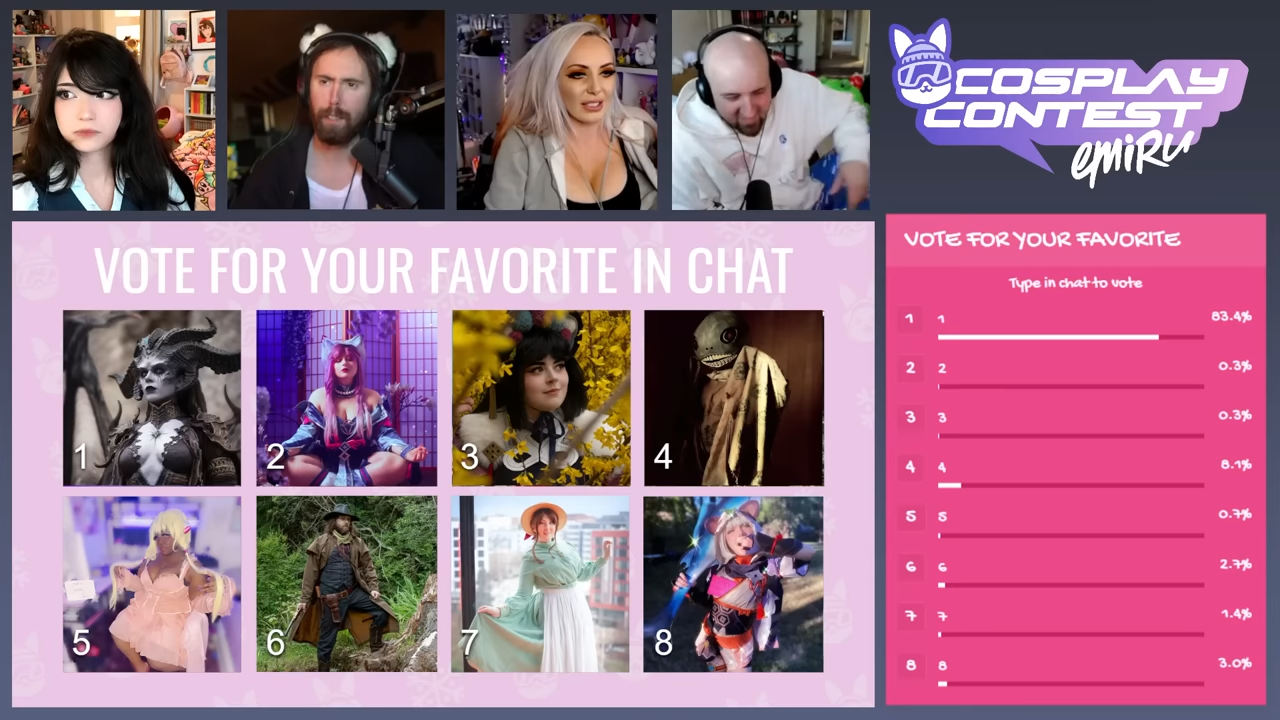 COSPLAY
CONTEST
emiru
VOTE FOR YOUR FAVORITE IN CHAT
1
2
3
4
5
6
7
8
VOTE FOR YOUR FAVORITE
Type in chat to vote
1 1 83.4%
2 2 0.3%
3 3 0.3%
4 4 8.1%
5 5 0.7%
6 6 2.7%
7 7 1.4%
8 8 3.0%